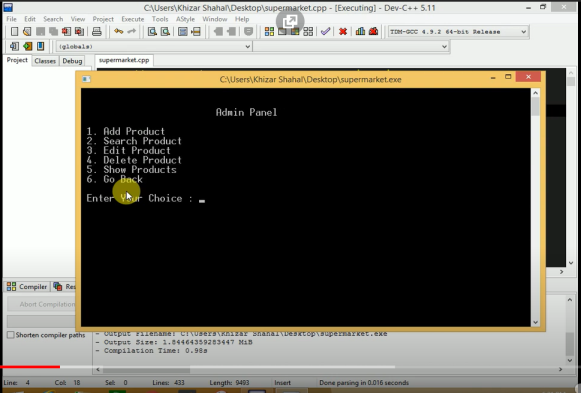 C:\Users\Khizar Shahal\Desktop\supermarket.cpp - [Executing] - Dev-C++ 5.11
File Edit Search View Project Execute Tools AStyle Window Help
TDM-GCC 4.9.2 64-bit Release
(globals)
Project Classes Debug
supermarket.cpp
C:\Users\Khizar Shahal\Desktop\supermarket.exe
Admin Panel
1. Add Product
2. Search Product
3. Edit Product
4. Delete Product
5. Show Products
6. Go Back
Enter Your Choice : _
Compiler
Abort Compilation
Shorten compiler paths
- Output Filename: C:\Users\Khizar Shahal\Desktop\supermarket.exe
- Output Size: 1.84464359283447 MiB
- Compilation Time: 0.98s
Line: 4 Col: 18 Sel: 0 Lines: 433 Length: 9493 Insert Done parsing in 0.016 seconds